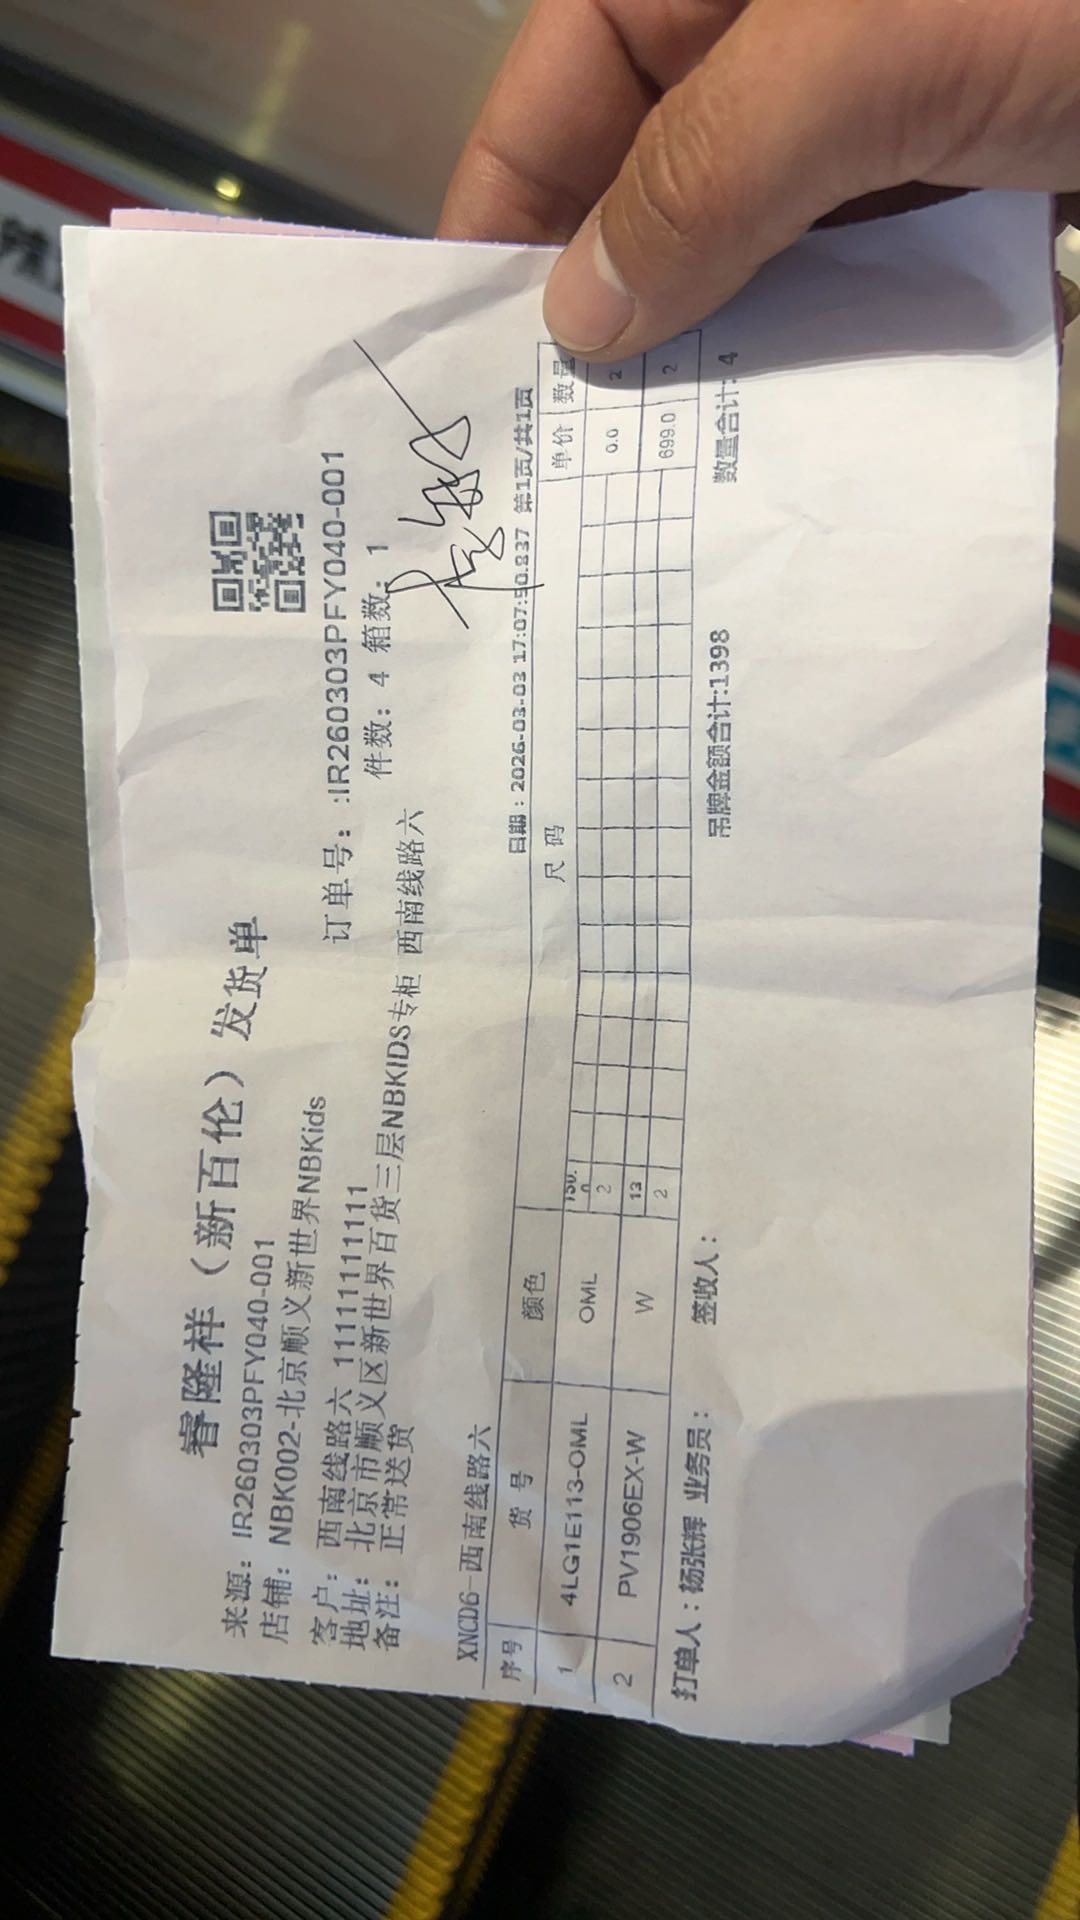 睿隆祥（新百伦）发货单
来源：IR260303PFY040-001
店铺：NBK002-北京顺义新世界NBKids
订单号：:IR260303PFY040-001
客户：西南线路六 11111111111
件数：4 箱数：1
地址：北京市顺义区新世界百货三层NBKIDS专柜 西南线路六
备注：正常送货
XNCD6-西南线路六
日期：2026-03-03 17:07:50.837 第1页/共1页
序号 货号 颜色 尺码 单价 数量
1 4LG1E113-OML OML 130.0 2 0.0 2
2 PV1906EX-W W 13 2 699.0 2
打单人：杨张辉 业务员： 签收人： 吊牌金额合计:1398 数量合计:4